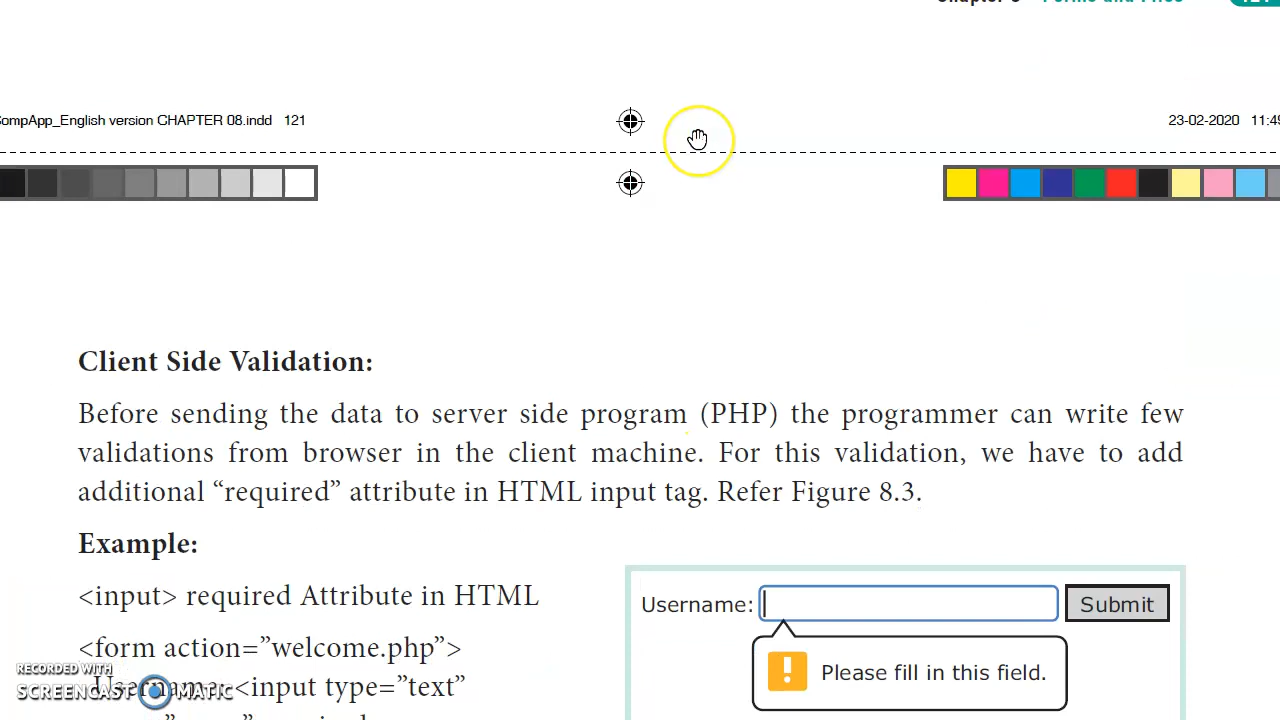 CompApp_English version CHAPTER 08.indd 121
23-02-2020 11:49
Client Side Validation:
Before sending the data to server side program (PHP) the programmer can write few
validations from browser in the client machine. For this validation, we have to add
additional “required” attribute in HTML input tag. Refer Figure 8.3.
Example:
<input> required Attribute in HTML
<form action=”welcome.php”>
Username: <input type=”text”
Username:
Submit
Please fill in this field.
RECORDED WITH
SCREENCAST MATIC